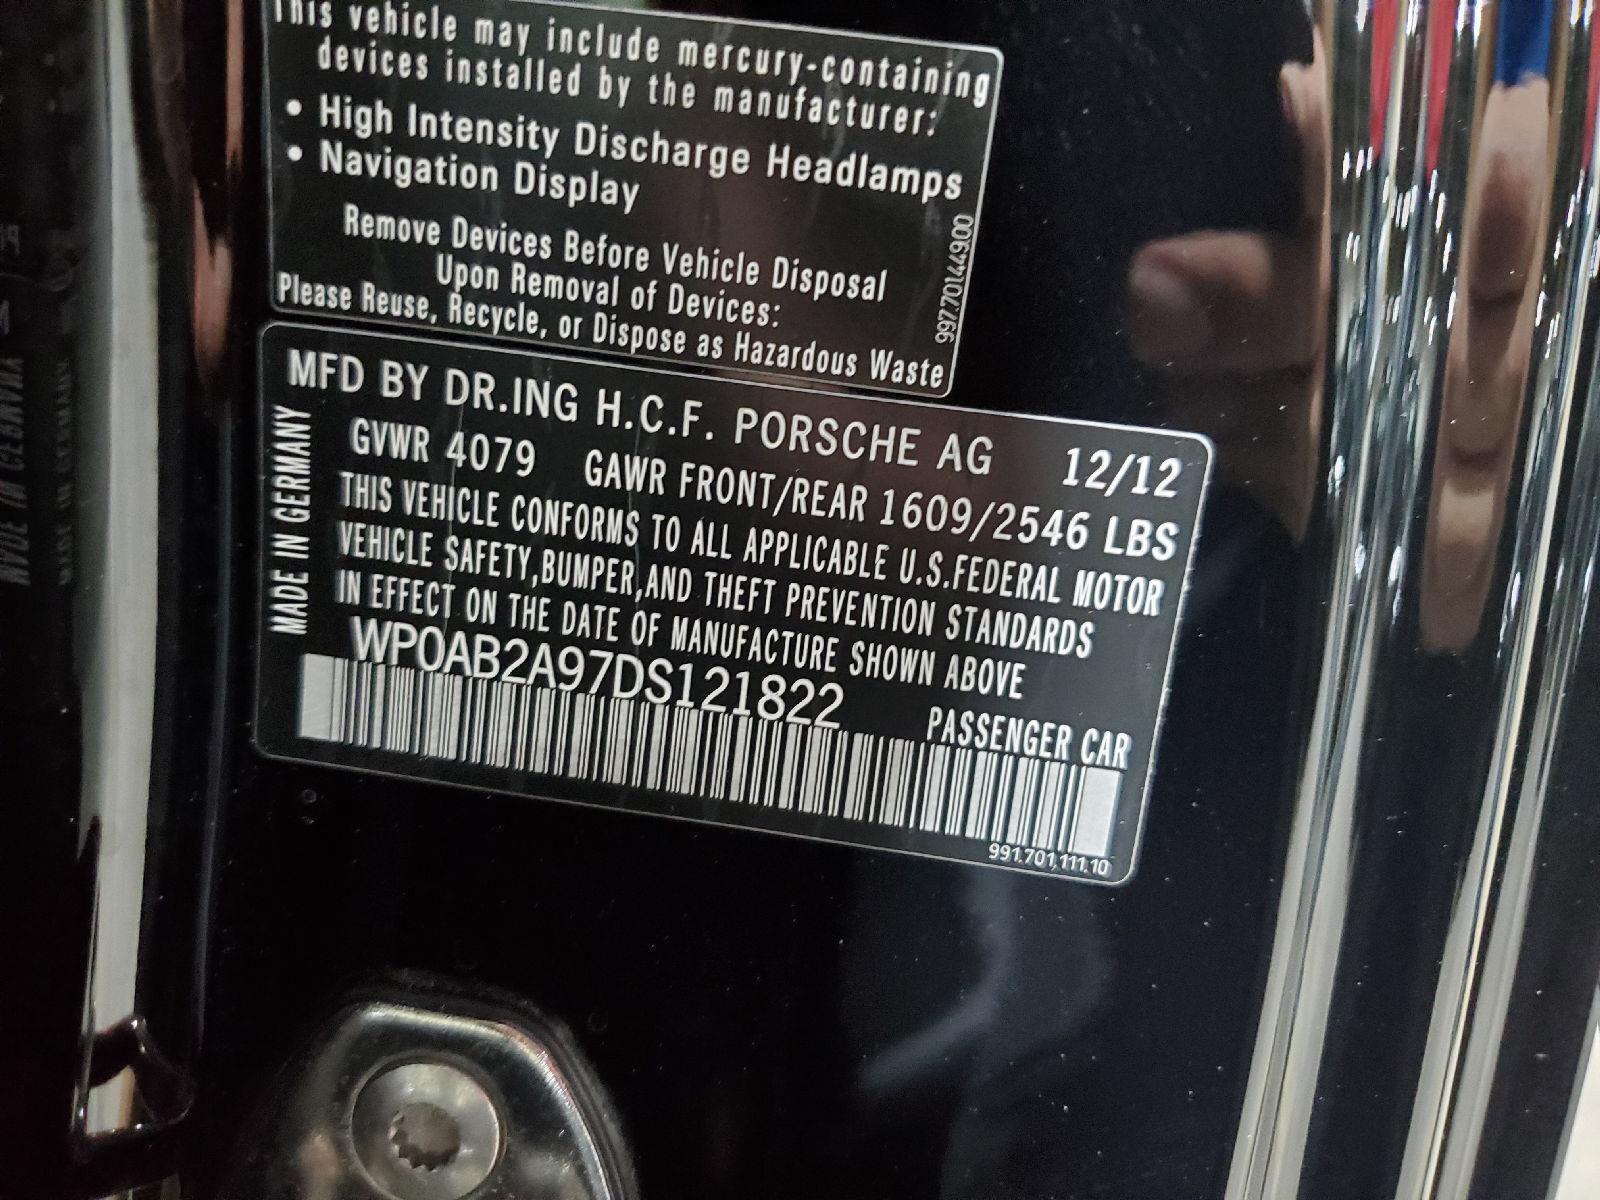 This vehicle may include mercury-containing
devices installed by the manufacturer:
• High Intensity Discharge Headlamps
• Navigation Display
Remove Devices Before Vehicle Disposal
Upon Removal of Devices:
Please Reuse, Recycle, or Dispose as Hazardous Waste
997.701.449.00
MFD BY DR.ING H.C.F. PORSCHE AG 12/12
GVWR 4079 GAWR FRONT/REAR 1609/2546 LBS
THIS VEHICLE CONFORMS TO ALL APPLICABLE U.S.FEDERAL MOTOR
VEHICLE SAFETY,BUMPER,AND THEFT PREVENTION STANDARDS
IN EFFECT ON THE DATE OF MANUFACTURE SHOWN ABOVE
MADE IN GERMANY
WP0AB2A97DS121822
PASSENGER CAR
991.701.111.10